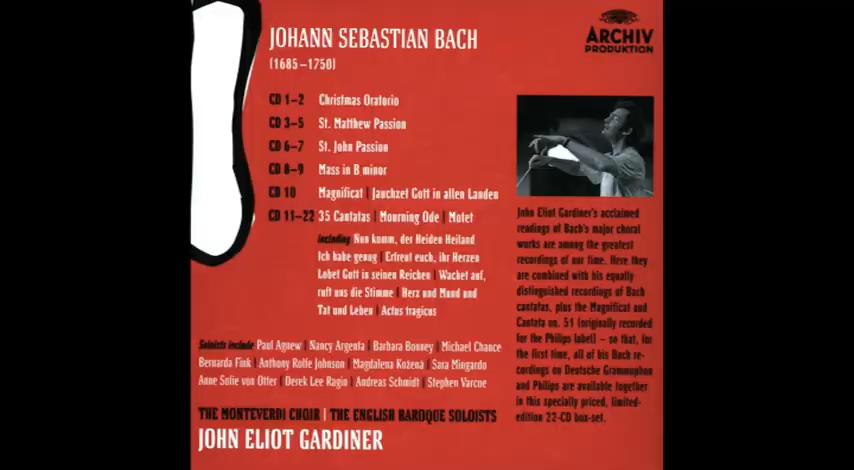 JOHANN SEBASTIAN BACH
(1685–1750)
ARCHIV
PRODUKTION
CD 1–2 Christmas Oratorio
CD 3–5 St. Matthew Passion
CD 6–7 St. John Passion
CD 8–9 Mass in B minor
CD 10 Magnificat | Jauchzet Gott in allen Landen
CD 11–22 35 Cantatas | Mourning Ode | Motet
including Nun komm, der Heiden Heiland
Ich habe genug | Erfreut euch, ihr Herzen
Lobet Gott in seinen Reichen | Wachet auf,
ruft uns die Stimme | Herz und Mund und
Tat und Leben | Actus tragicus
Soloists include Paul Agnew | Nancy Argenta | Barbara Bonney | Michael Chance
Bernarda Fink | Anthony Rolfe Johnson | Magdalena Kožená | Sara Mingardo
Anne Sofie von Otter | Derek Lee Ragin | Andreas Schmidt | Stephen Varcoe
THE MONTEVERDI CHOIR | THE ENGLISH BAROQUE SOLOISTS
JOHN ELIOT GARDINER
John Eliot Gardiner's acclaimed
readings of Bach's major choral
works are among the greatest
recordings of our time. Here they
are combined with his equally
distinguished recordings of Bach
cantatas, plus the Magnificat and
Cantata no. 51 (originally recorded
for the Philips label) – so that, for
the first time, all of his Bach re-
cordings on Deutsche Grammophon
and Philips are available together
in this specially priced, limited-
edition 22-CD box-set.